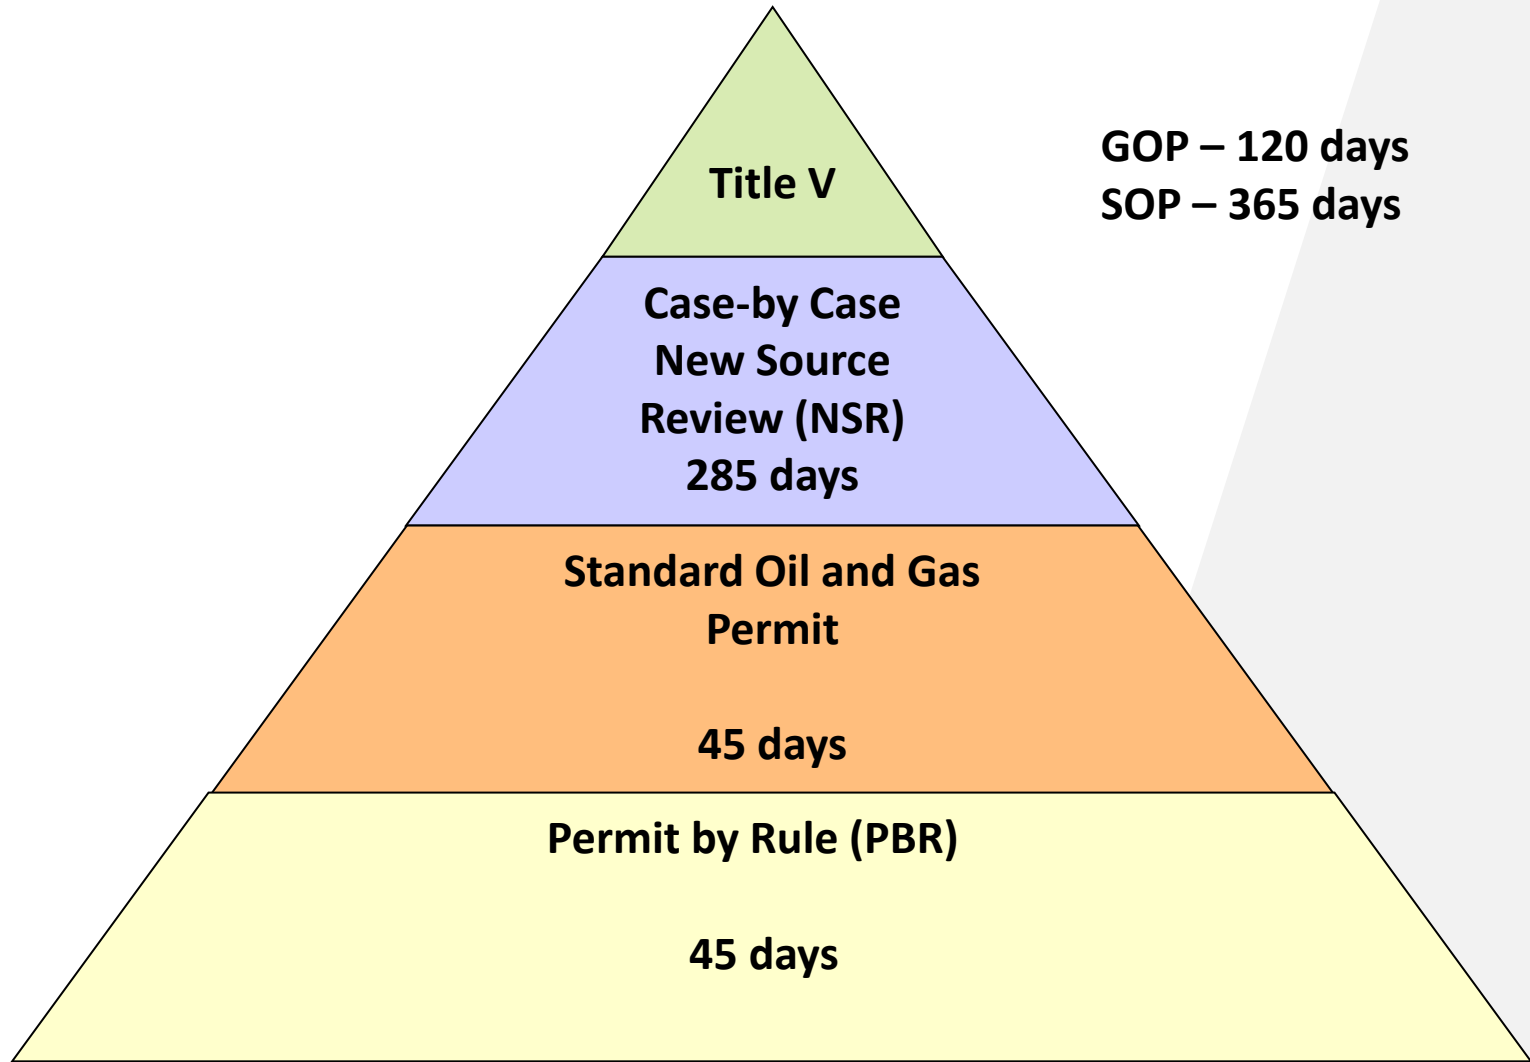 Title V
GOP – 120 days
SOP – 365 days
Case-by Case
New Source
Review (NSR)
285 days
Standard Oil and Gas
Permit
45 days
Permit by Rule (PBR)
45 days